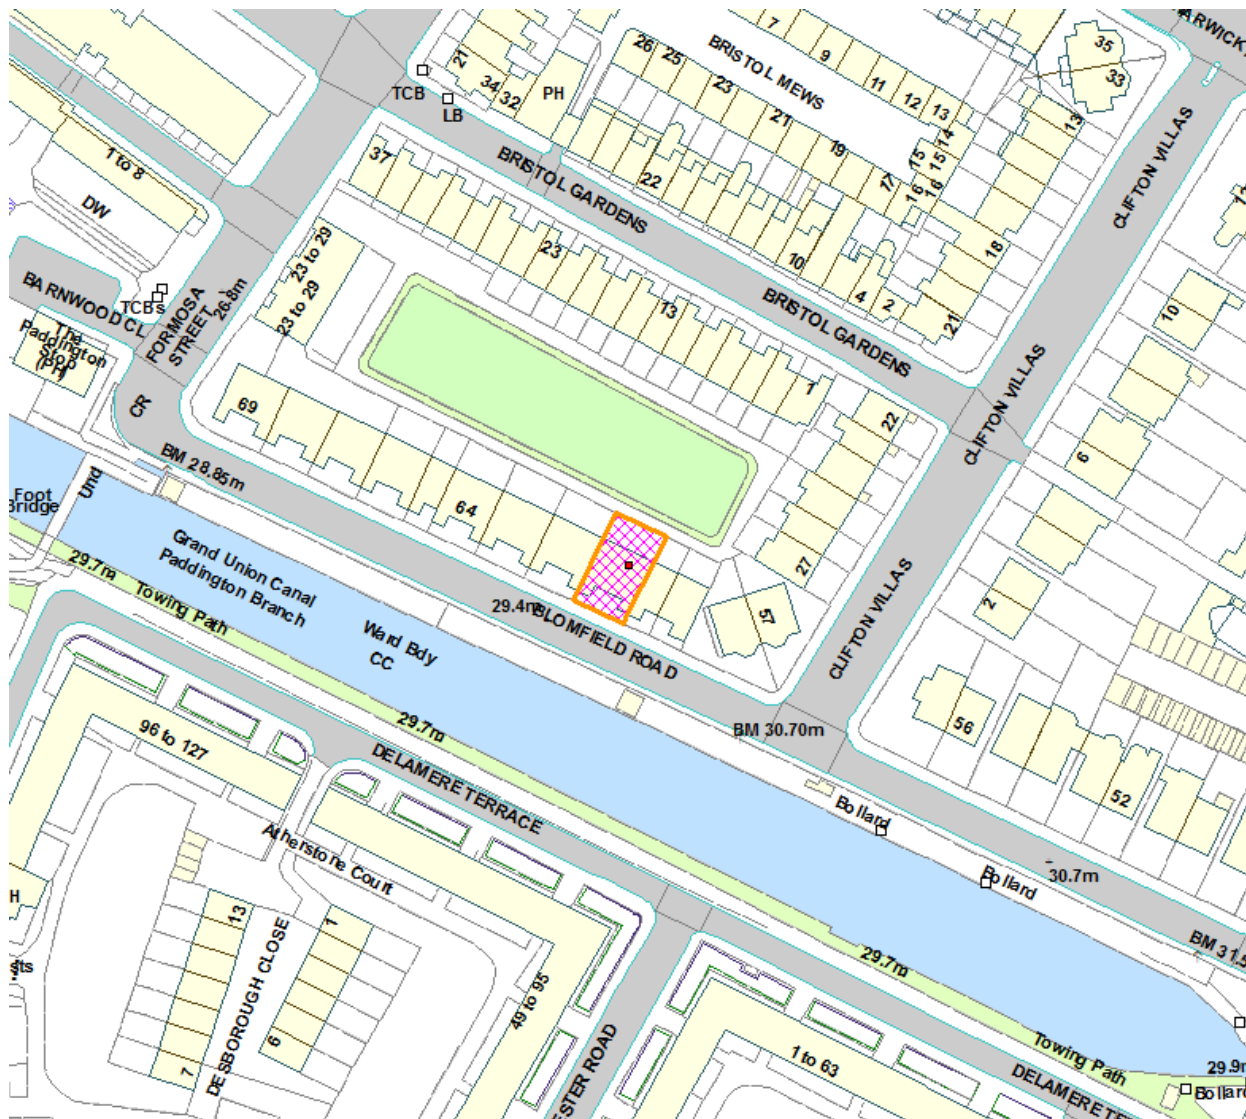 35
33
ARWICK
7
9
11
12
13
BRISTOL MEWS
26
25
23
21
19
17
21
34
32
PH
TCB
LB
14
15
15
16
16
13
CLIFTON VILLAS
37
BRISTOL GARDENS
22
10
4
2
21
18
1 to 8
DW
23 to 29
23 to 29
23
13
1
BRISTOL GARDENS
10
BARNWOOD CL
TCBs
FORMOSA
STREET
26.8m
The
Paddington
Stop
(PH)
CR
69
22
CLIFTON VILLAS
6
BM 28.85m
64
27
Und
Foot
Bridge
Grand Union Canal
Paddington Branch
29.7m
Towing Path
29.4m
BLOMFIELD ROAD
57
CLIFTON VILLAS
2
Ward Bdy
CC
56
29.7m
BM 30.70m
96 to 127
DELAMERE TERRACE
52
Bollard
Atherstone Court
Bollard
30.7m
H
13
1
BM 31.5
DESBOROUGH CLOSE
29.7m
49 to 95
sts
7
6
ESTER ROAD
1 to 63
Towing Path
29.9m
DELAMERE TE
Bollard